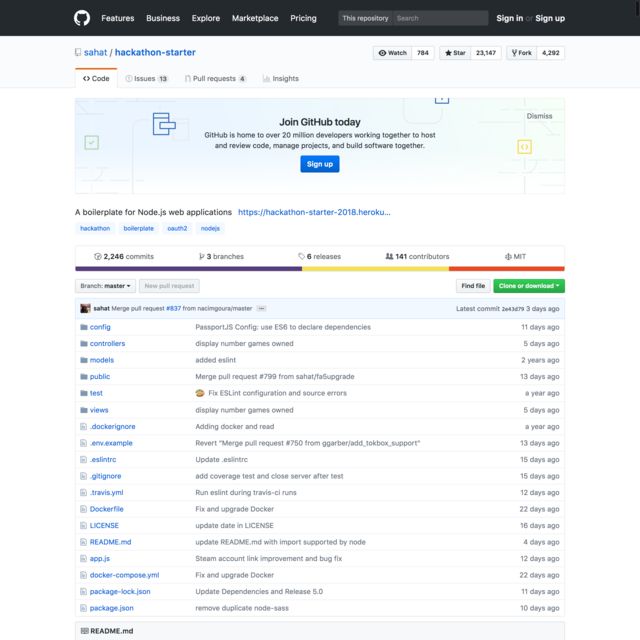 Features Business Explore Marketplace Pricing This repository Search Sign in or Sign up
sahat / hackathon-starter Watch 784 Star 23,147 Fork 4,292
Code Issues 13 Pull requests 4 Insights
Join GitHub today
Dismiss
GitHub is home to over 20 million developers working together to host
and review code, manage projects, and build software together.
Sign up
A boilerplate for Node.js web applications https://hackathon-starter-2018.heroku...
hackathon boilerplate oauth2 nodejs
2,246 commits 3 branches 6 releases 141 contributors MIT
Branch: master New pull request Find file Clone or download
sahat Merge pull request #837 from nacimgoura/master ... Latest commit 2e43d79 3 days ago
config PassportJS Config: use ES6 to declare dependencies 11 days ago
controllers display number games owned 5 days ago
models added eslint 2 years ago
public Merge pull request #799 from sahat/fa5upgrade 13 days ago
test Fix ESLint configuration and source errors a year ago
views display number games owned 5 days ago
.dockerignore Adding docker and read a year ago
.env.example Revert "Merge pull request #750 from ggarber/add_tokbox_support" 13 days ago
.eslintrc Update .eslintrc 15 days ago
.gitignore add coverage test and close server after test 15 days ago
.travis.yml Run eslint during travis-ci runs 12 days ago
Dockerfile Fix and upgrade Docker 22 days ago
LICENSE update date in LICENSE 16 days ago
README.md update README.md with import supported by node 4 days ago
app.js Steam account link improvement and bug fix 12 days ago
docker-compose.yml Fix and upgrade Docker 22 days ago
package-lock.json Update Dependencies and Release 5.0 11 days ago
package.json remove duplicate node-sass 10 days ago
README.md